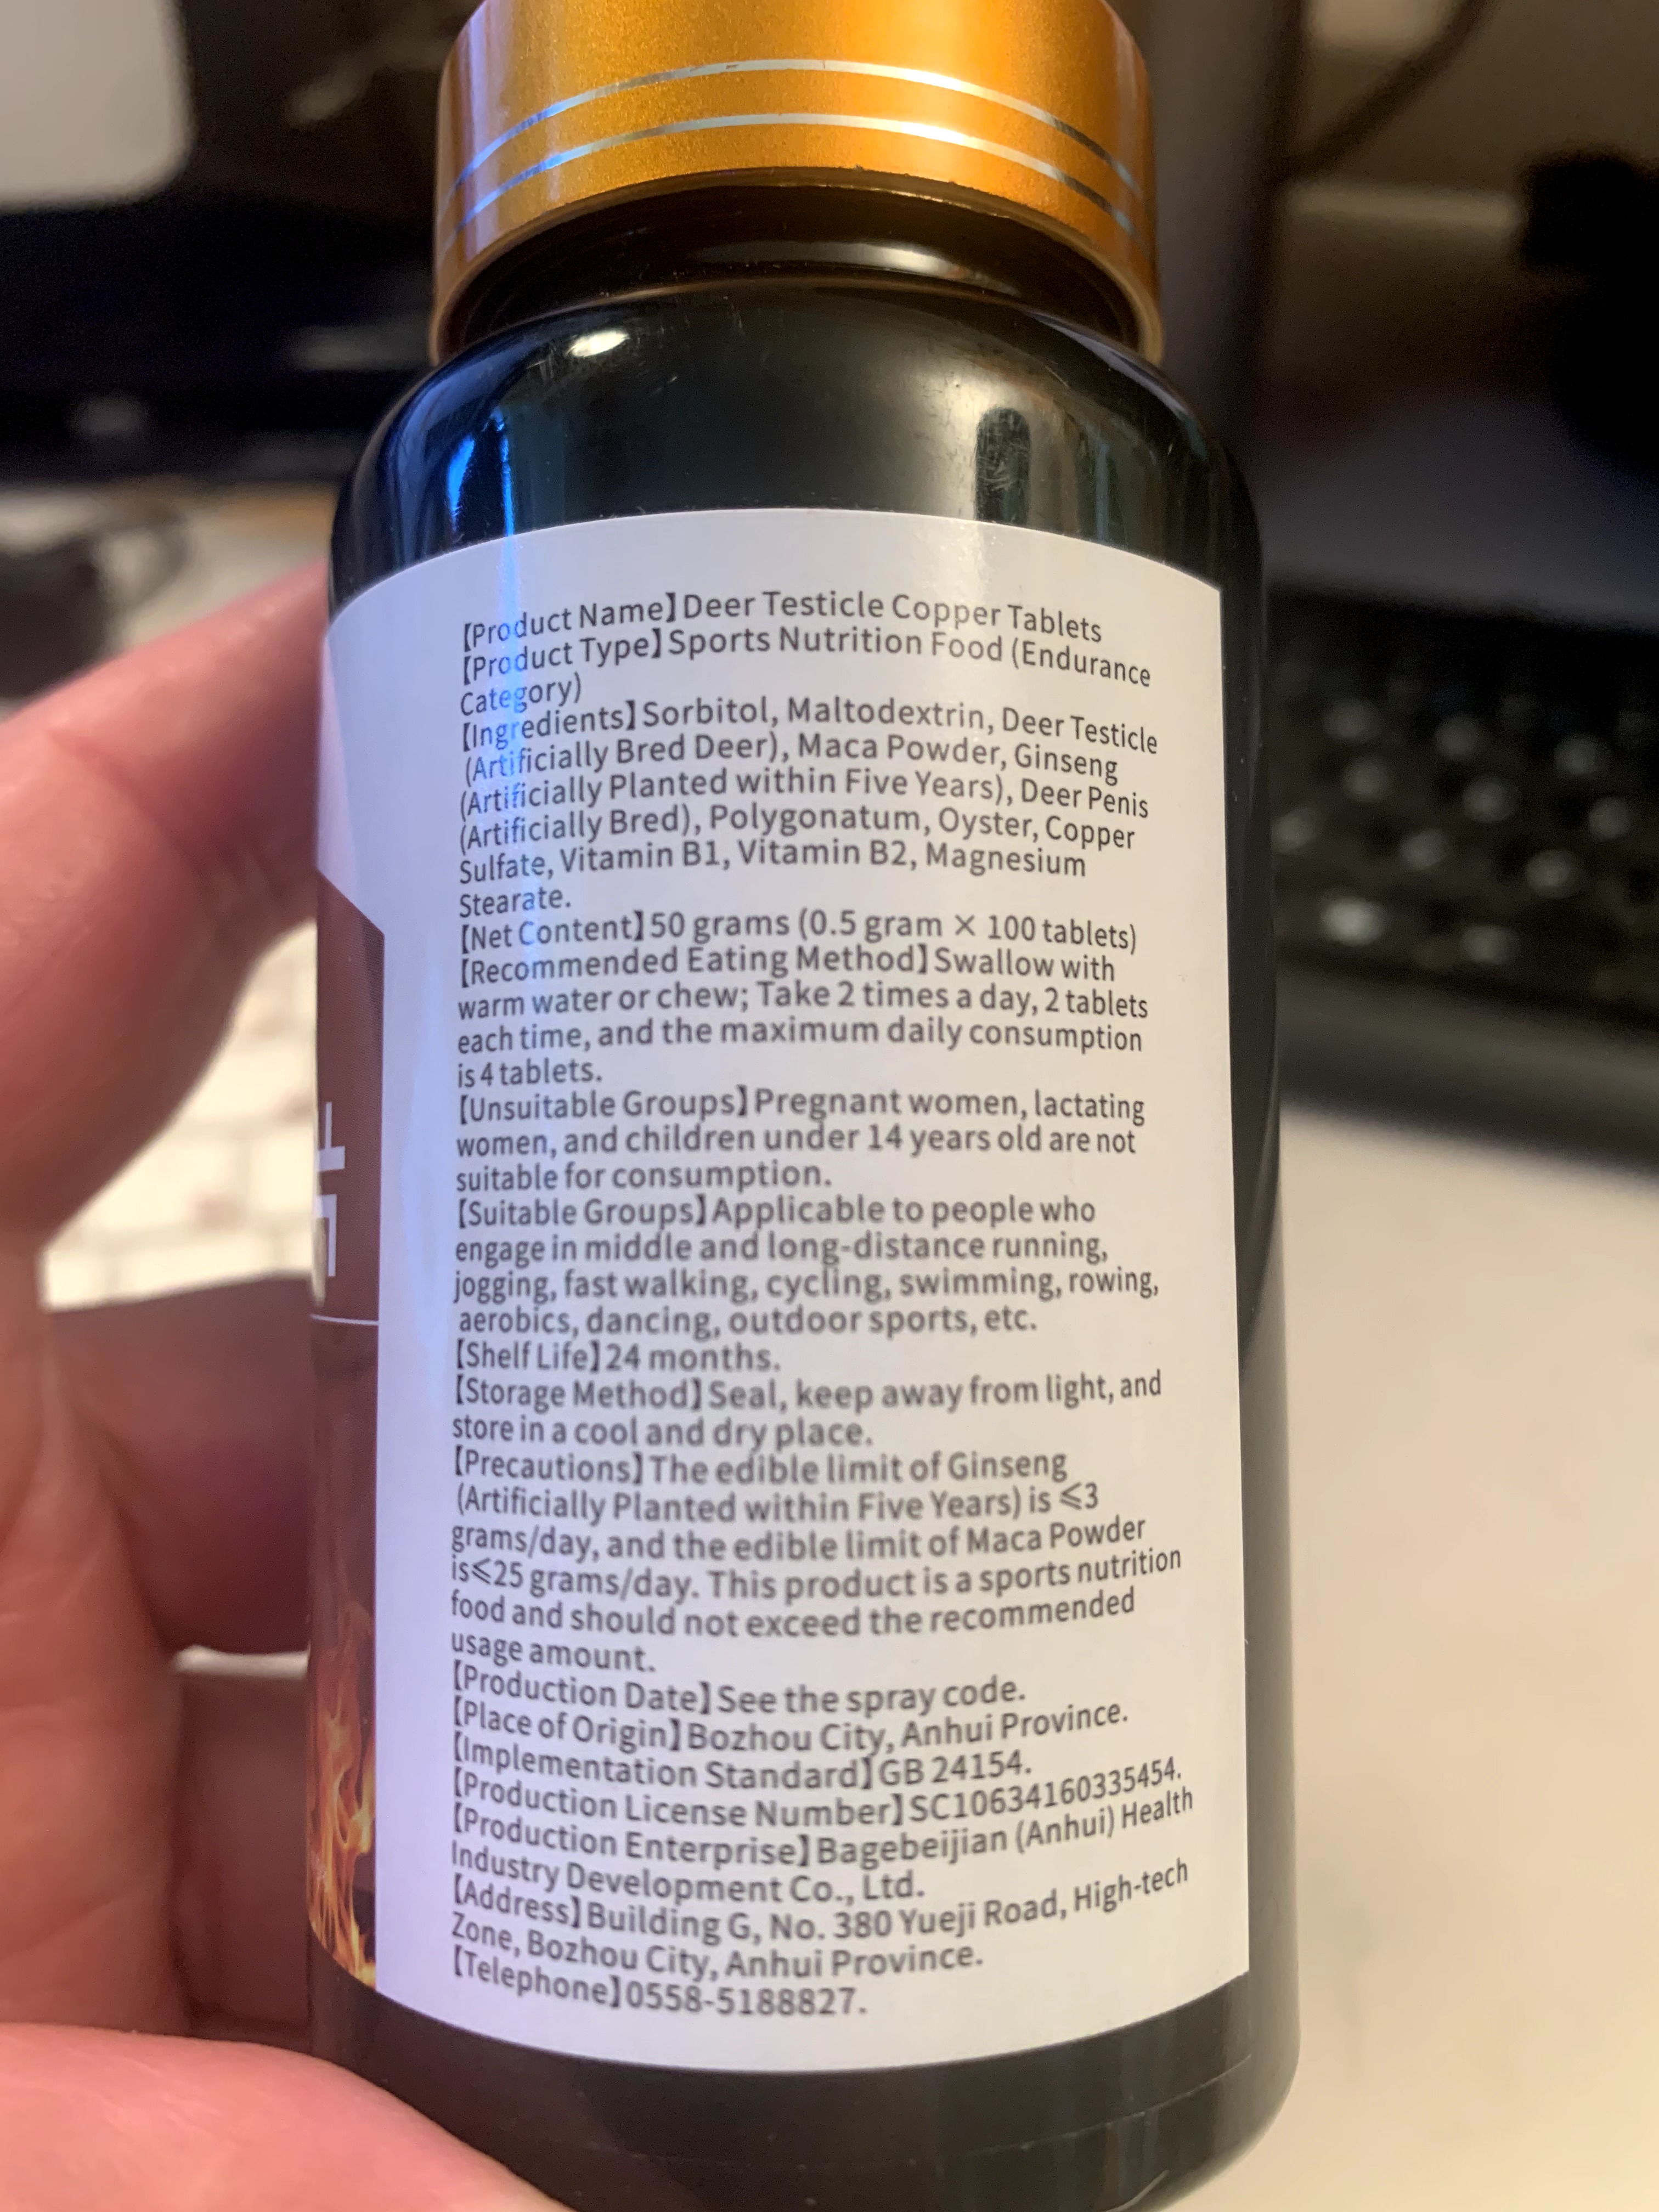 【Product Name】Deer Testicle Copper Tablets
【Product Type】Sports Nutrition Food (Endurance
Category)
【Ingredients】Sorbitol, Maltodextrin, Deer Testicle
(Artificially Bred Deer), Maca Powder, Ginseng
(Artificially Planted within Five Years), Deer Penis
(Artificially Bred), Polygonatum, Oyster, Copper
Sulfate, Vitamin B1, Vitamin B2, Magnesium
Stearate.
【Net Content】50 grams (0.5 gram × 100 tablets)
【Recommended Eating Method】Swallow with
warm water or chew; Take 2 times a day, 2 tablets
each time, and the maximum daily consumption
is 4 tablets.
【Unsuitable Groups】Pregnant women, lactating
women, and children under 14 years old are not
suitable for consumption.
【Suitable Groups】Applicable to people who
engage in middle and long-distance running,
jogging, fast walking, cycling, swimming, rowing,
aerobics, dancing, outdoor sports, etc.
【Shelf Life】24 months.
【Storage Method】Seal, keep away from light, and
store in a cool and dry place.
【Precautions】The edible limit of Ginseng
(Artificially Planted within Five Years) is ⩽3
grams/day, and the edible limit of Maca Powder
is⩽25 grams/day. This product is a sports nutrition
food and should not exceed the recommended
usage amount.
【Production Date】See the spray code.
【Place of Origin】Bozhou City, Anhui Province.
【Implementation Standard】GB 24154.
【Production License Number】SC10634160335454.
【Production Enterprise】Bagebeijian (Anhui) Health
Industry Development Co., Ltd.
【Address】Building G, No. 380 Yueji Road, High-tech
Zone, Bozhou City, Anhui Province.
【Telephone】0558-5188827.